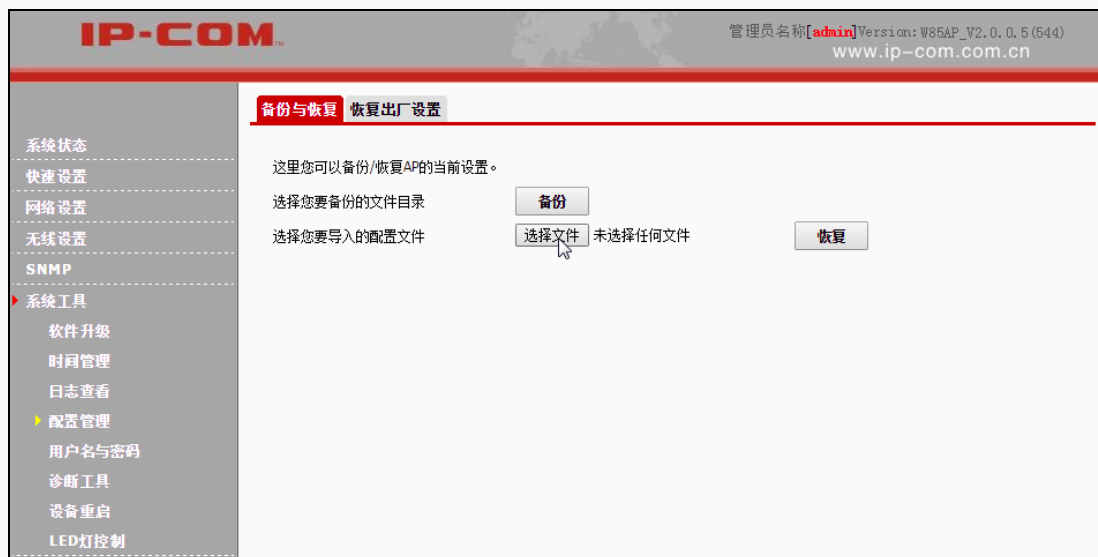 IP-COM
管理员名称[admin]Version:W85AP_V2.0.0.5(544)
www.ip-com.com.cn
备份与恢复 恢复出厂设置
系统状态
快速设置
网络设置
无线设置
SNMP
系统工具
软件升级
时间管理
日志查看
配置管理
用户名与密码
诊断工具
设备重启
LED灯控制
这里您可以备份/恢复AP的当前设置。
选择您要备份的文件目录 备份
选择您要导入的配置文件 选择文件 未选择任何文件 恢复